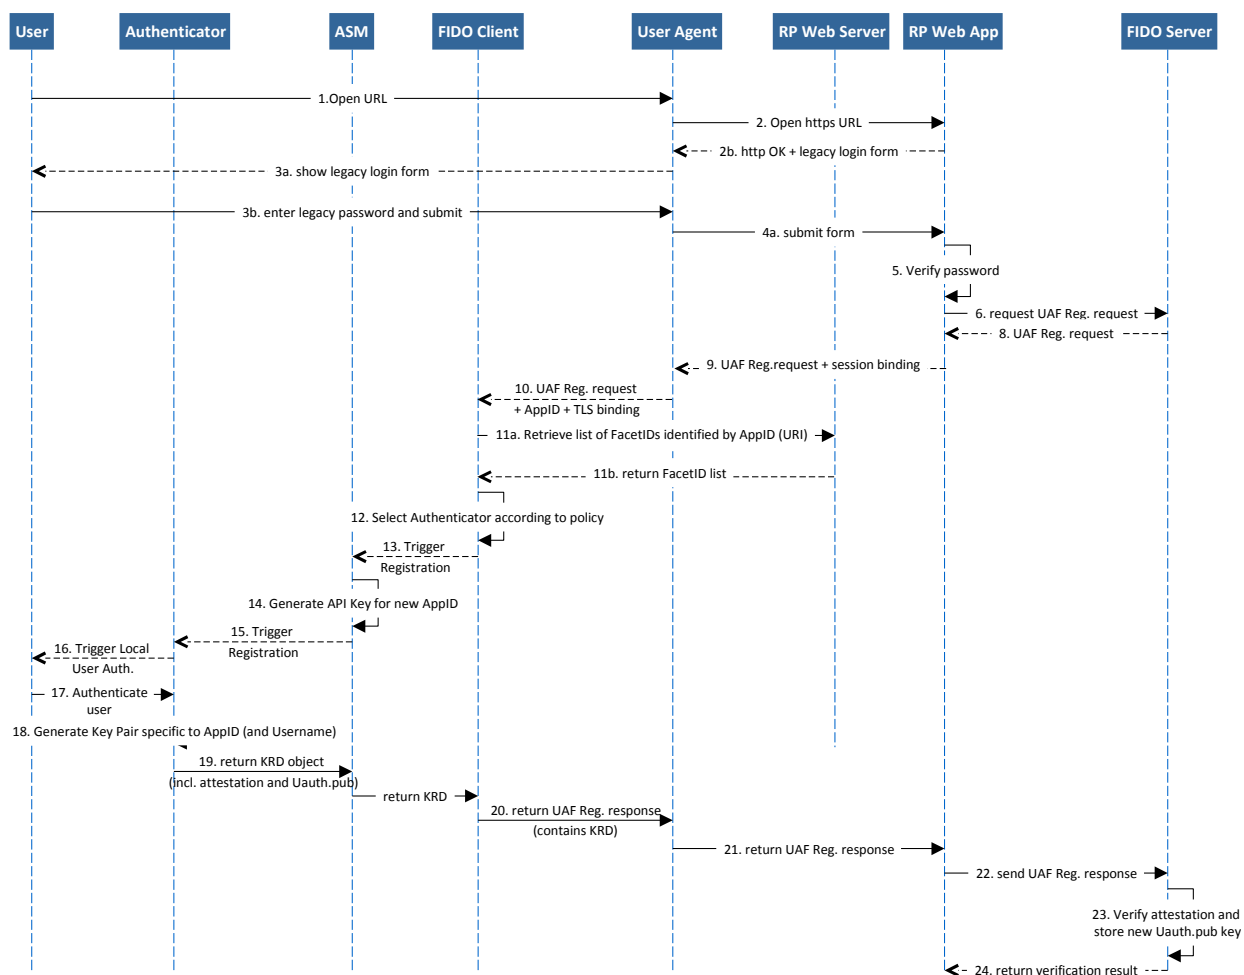 User
Authenticator
ASM
FIDO Client
User Agent
RP Web Server
RP Web App
FIDO Server
1.Open URL
2. Open https URL
2b. http OK + legacy login form
3a. show legacy login form
3b. enter legacy password and submit
4a. submit form
5. Verify password
6. request UAF Reg. request
8. UAF Reg. request
9. UAF Reg.request + session binding
10. UAF Reg. request
+ AppID + TLS binding
11a. Retrieve list of FacetIDs identified by AppID (URI)
11b. return FacetID list
12. Select Authenticator according to policy
13. Trigger
Registration
14. Generate API Key for new AppID
15. Trigger
Registration
16. Trigger Local
User Auth.
17. Authenticate
user
18. Generate Key Pair specific to AppID (and Username)
19. return KRD object
(incl. attestation and Uauth.pub)
return KRD
20. return UAF Reg. response
(contains KRD)
21. return UAF Reg. response
22. send UAF Reg. response
23. Verify attestation and
store new Uauth.pub key
24. return verification result